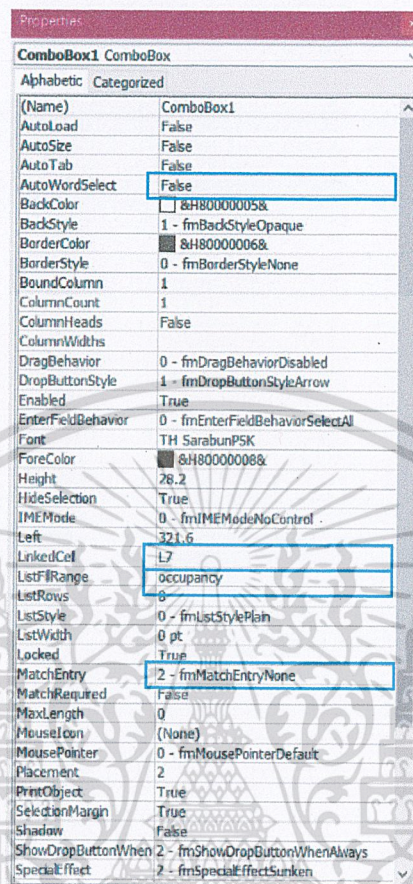 Properties
ComboBox1 ComboBox
Alphabetic Categorized
(Name) ComboBox1
AutoLoad False
AutoSize False
AutoTab False
AutoWordSelect False
BackColor &H80000005&
BackStyle 1 - fmBackStyleOpaque
BorderColor &H80000006&
BorderStyle 0 - fmBorderStyleNone
BoundColumn 1
ColumnCount 1
ColumnHeads False
ColumnWidths
DragBehavior 0 - fmDragBehaviorDisabled
DropButtonStyle 1 - fmDropButtonStyleArrow
Enabled True
EnterFieldBehavior 0 - fmEnterFieldBehaviorSelectAll
Font TH SarabunPSK
ForeColor &H80000008&
Height 28.2
HideSelection True
IMEMode 0 - fmIMEModeNoControl
Left 321.6
LinkedCell L7
ListFillRange occupancy
ListRows 8
ListStyle 0 - fmListStylePlain
ListWidth 0 pt
Locked True
MatchEntry 2 - fmMatchEntryNone
MatchRequired False
MaxLength 0
MouseIcon (None)
MousePointer 0 - fmMousePointerDefault
Placement 2
PrintObject True
SelectionMargin True
Shadow False
ShowDropButtonWhen 2 - fmShowDropButtonWhenAlways
SpecialEffect 2 - fmSpecialEffectSunken